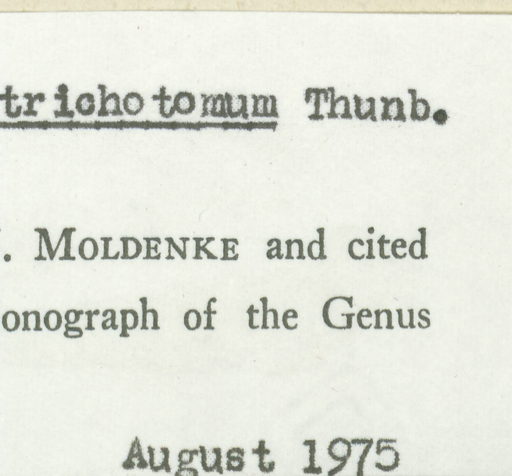 trichotomum Thunb.
. MOLDENKE and cited
onograph of the Genus
August 1975